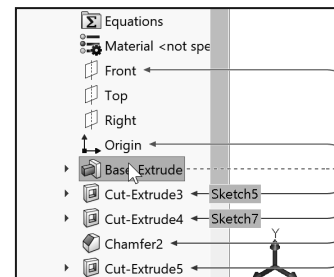 Equations
Material <not spe
Front
Top
Right
Origin
Base-Extrude
Cut-Extrude3 Sketch5
Cut-Extrude4 Sketch7
Chamfer2
Y
Cut-Extrude5